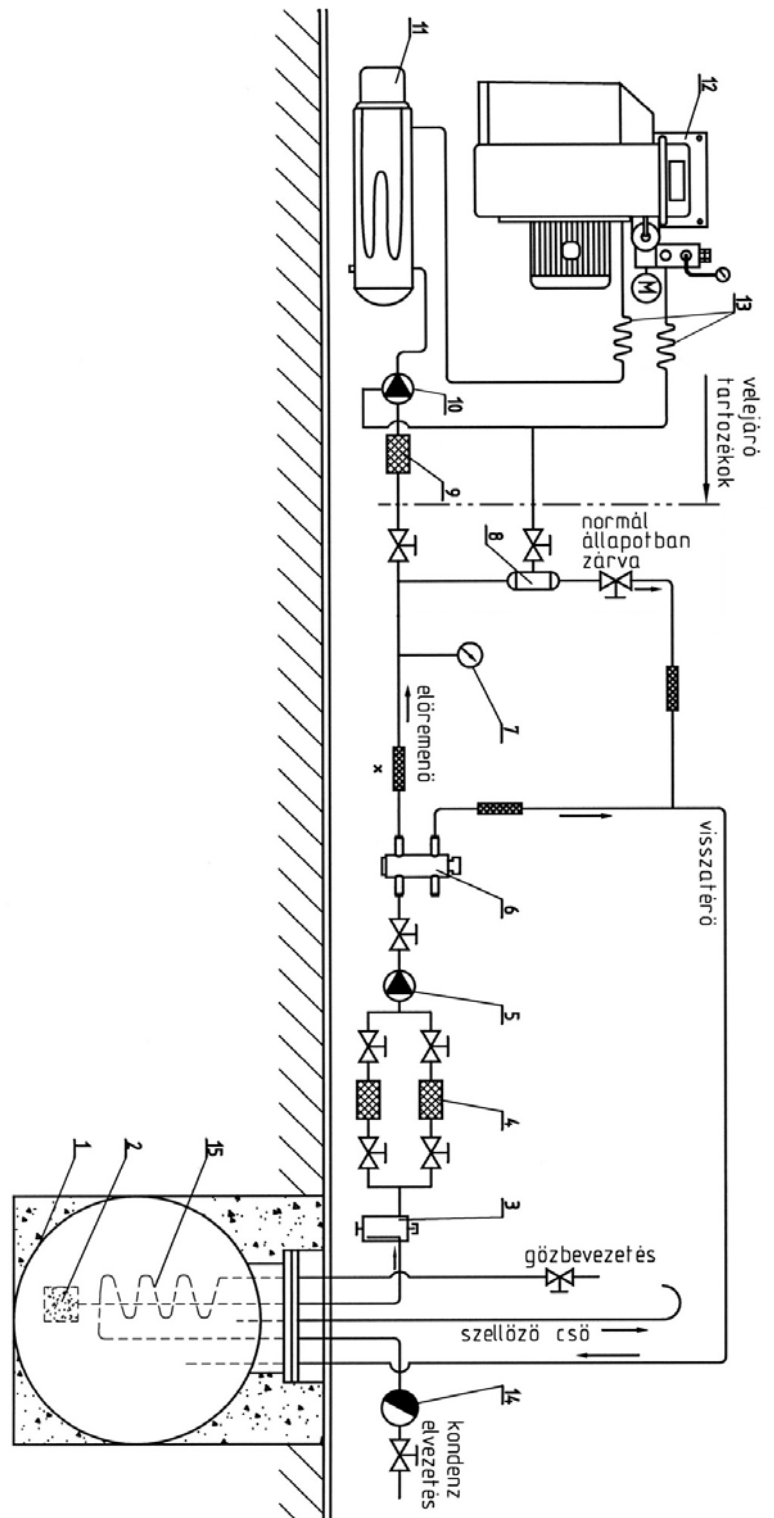 11
12
13
velejáró
tartozékok
10
9
8
normál
állapotban
zárva
7
előremenő
x
6
visszatérő
5
4
3
15
2
1
gőzbevezetés
szellőző cső
14
kondenz
elvezetés
M